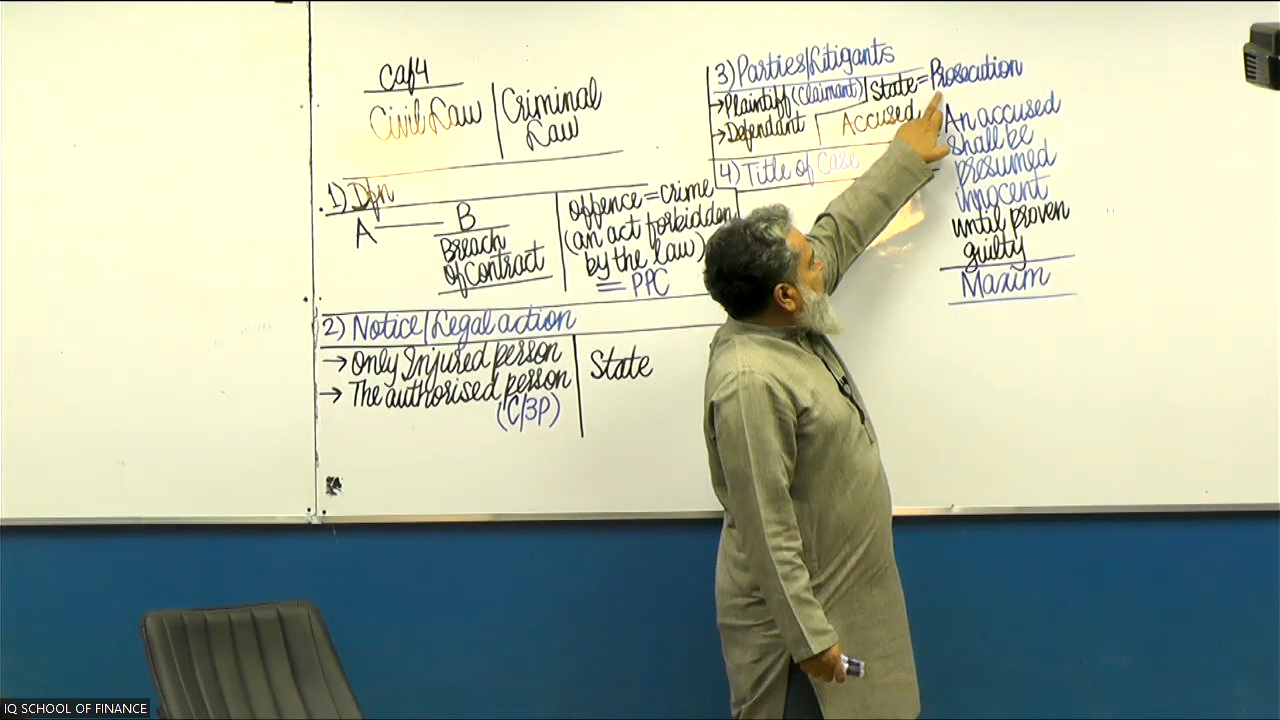 Caf4
Civil Law | Criminal
Law
1) Dfn
A —— B
Breach
of Contract
offence = crime
(an act forbidden
by the law)
= PPC
2) Notice/Legal action
→ Only Injured person
→ The authorised person
(C/3P)
State
3) Parties/Litigants
→ Plaintiff (Claimant) | State = Prosecution
→ Defendant | Accused
4) Title of Case
An accused
shall be
presumed
innocent
until proven
guilty
Maxim
IQ SCHOOL OF FINANCE